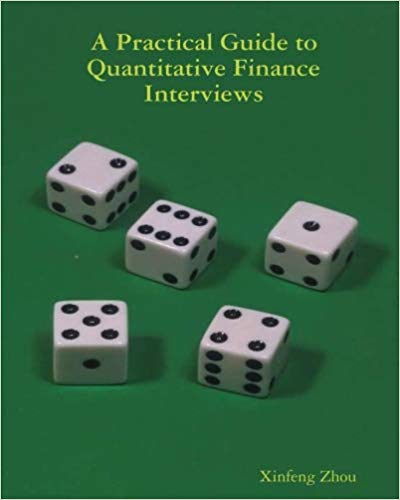 A Practical Guide to
Quantitative Finance
Interviews
Xinfeng Zhou